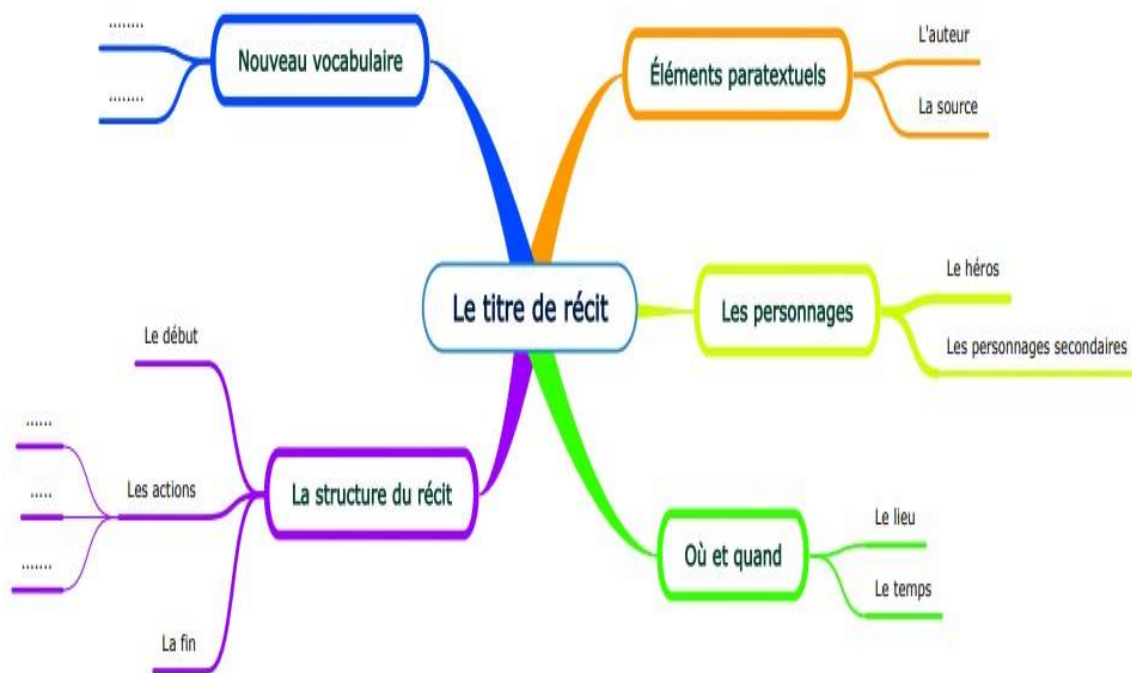 Le titre de récit
Nouveau vocabulaire
........
........
Éléments paratextuels
L'auteur
La source
Les personnages
Le héros
Les personnages secondaires
Où et quand
Le lieu
Le temps
La structure du récit
Le début
Les actions
......
.....
.......
La fin